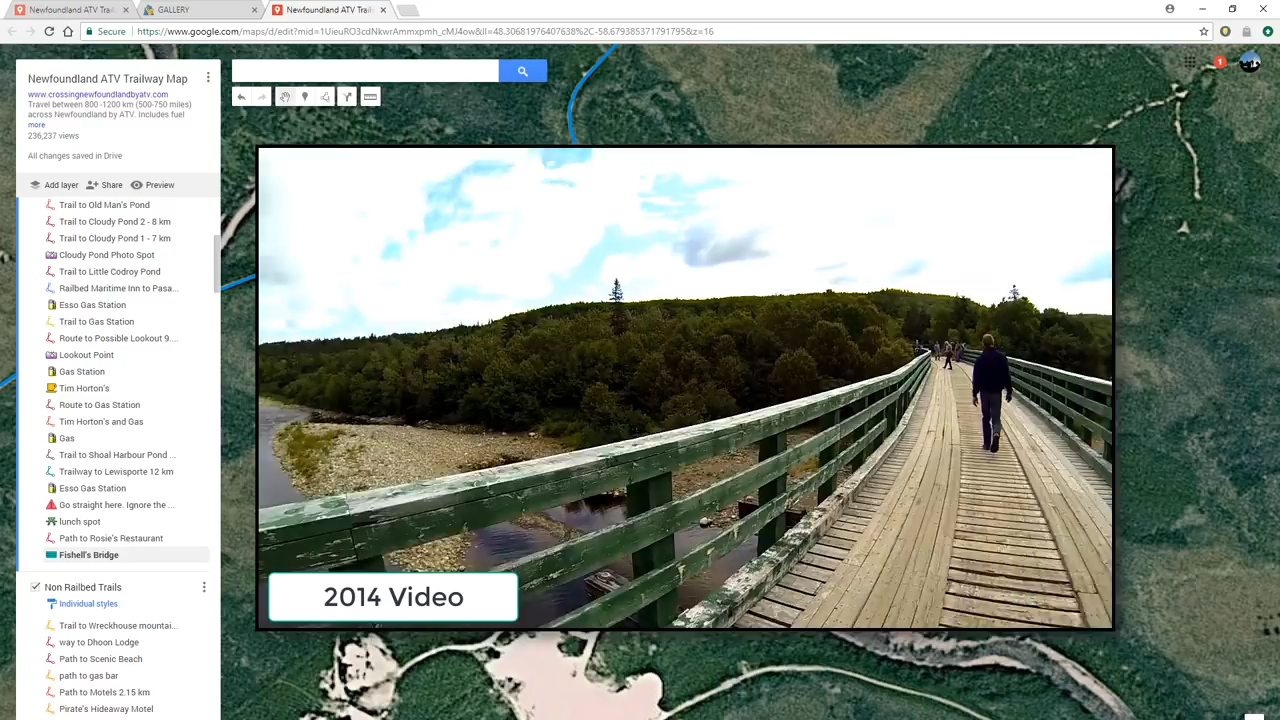 Newfoundland ATV Trail
GALLERY
Newfoundland ATV Trail
Secure
https://www.google.com/maps/d/edit?mid=1UieuRO3cdNkwrAmmxpmh_cMJ4ow&ll=48.30681976407638%2C-58.679385371791795&z=16
Newfoundland ATV Trailway Map
www.crossingnewfoundlandbyatv.com
Travel between 800 -1200 km (500-750 miles)
across Newfoundland by ATV. Includes fuel
more
236,237 views
All changes saved in Drive
Add layer Share Preview
1
Trail to Old Man's Pond
Trail to Cloudy Pond 2 - 8 km
Trail to Cloudy Pond 1 - 7 km
Cloudy Pond Photo Spot
Trail to Little Codroy Pond
Railbed Maritime Inn to Pasa...
Esso Gas Station
Trail to Gas Station
Route to Possible Lookout 9....
Lookout Point
Gas Station
Tim Horton's
Route to Gas Station
Tim Horton's and Gas
Gas
Trail to Shoal Harbour Pond ...
Trailway to Lewisporte 12 km
Esso Gas Station
Go straight here. Ignore the ...
lunch spot
Path to Rosie's Restaurant
Fishell's Bridge
Non Railbed Trails
Individual styles
Trail to Wreckhouse mountai...
way to Dhoon Lodge
Path to Scenic Beach
path to gas bar
Path to Motels 2.15 km
Pirate's Hideaway Motel
2014 Video